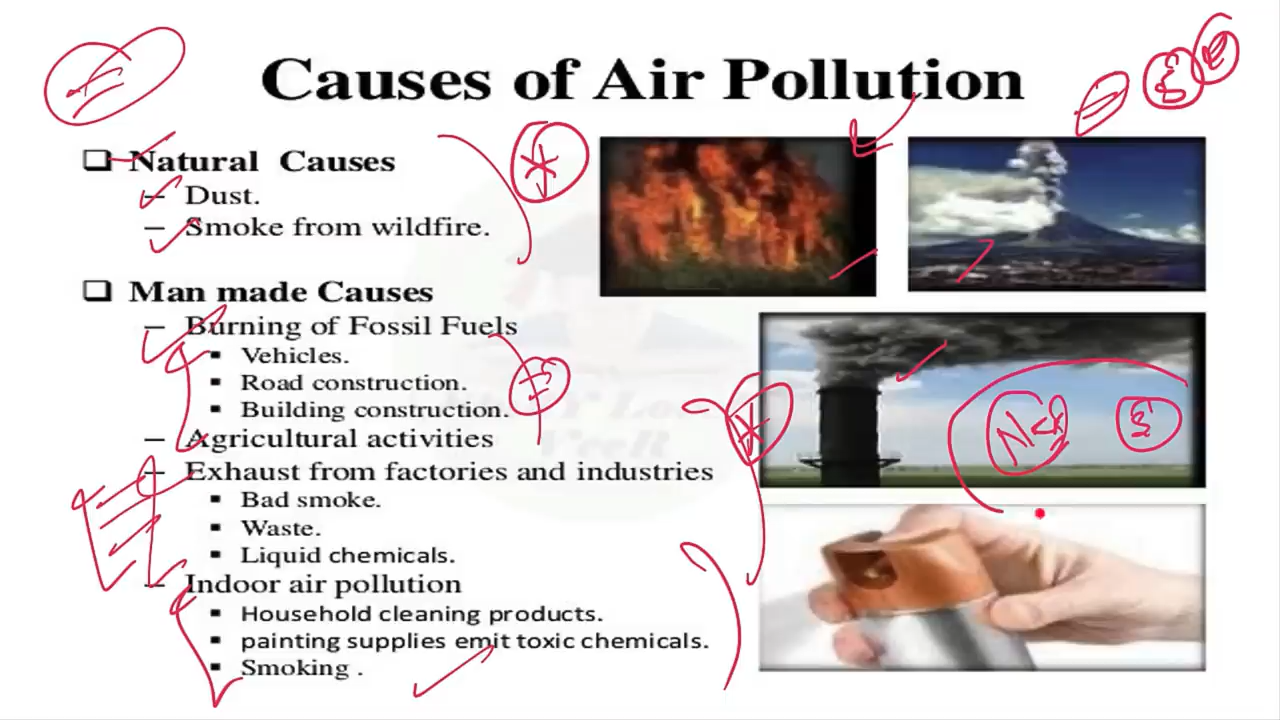 Causes of Air Pollution
❑ Natural Causes
– Dust.
– Smoke from wildfire.
❑ Man made Causes
– Burning of Fossil Fuels
▪ Vehicles.
▪ Road construction.
▪ Building construction.
– Agricultural activities
– Exhaust from factories and industries
▪ Bad smoke.
▪ Waste.
▪ Liquid chemicals.
– Indoor air pollution
▪ Household cleaning products.
▪ painting supplies emit toxic chemicals.
▪ Smoking .